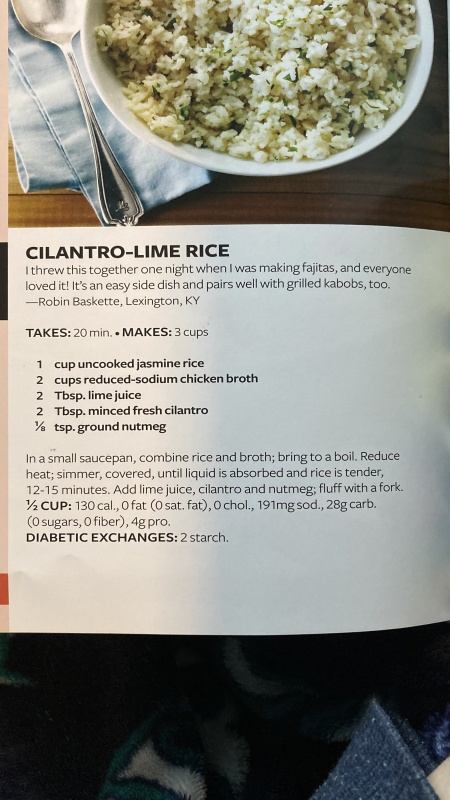 CILANTRO-LIME RICE
I threw this together one night when I was making fajitas, and everyone
loved it! It's an easy side dish and pairs well with grilled kabobs, too.
—Robin Baskette, Lexington, KY
TAKES: 20 min. • MAKES: 3 cups
1 cup uncooked jasmine rice
2 cups reduced-sodium chicken broth
2 Tbsp. lime juice
2 Tbsp. minced fresh cilantro
⅛ tsp. ground nutmeg
In a small saucepan, combine rice and broth; bring to a boil. Reduce
heat; simmer, covered, until liquid is absorbed and rice is tender,
12-15 minutes. Add lime juice, cilantro and nutmeg; fluff with a fork.
½ CUP: 130 cal., 0 fat (0 sat. fat), 0 chol., 191mg sod., 28g carb.
(0 sugars, 0 fiber), 4g pro.
DIABETIC EXCHANGES: 2 starch.